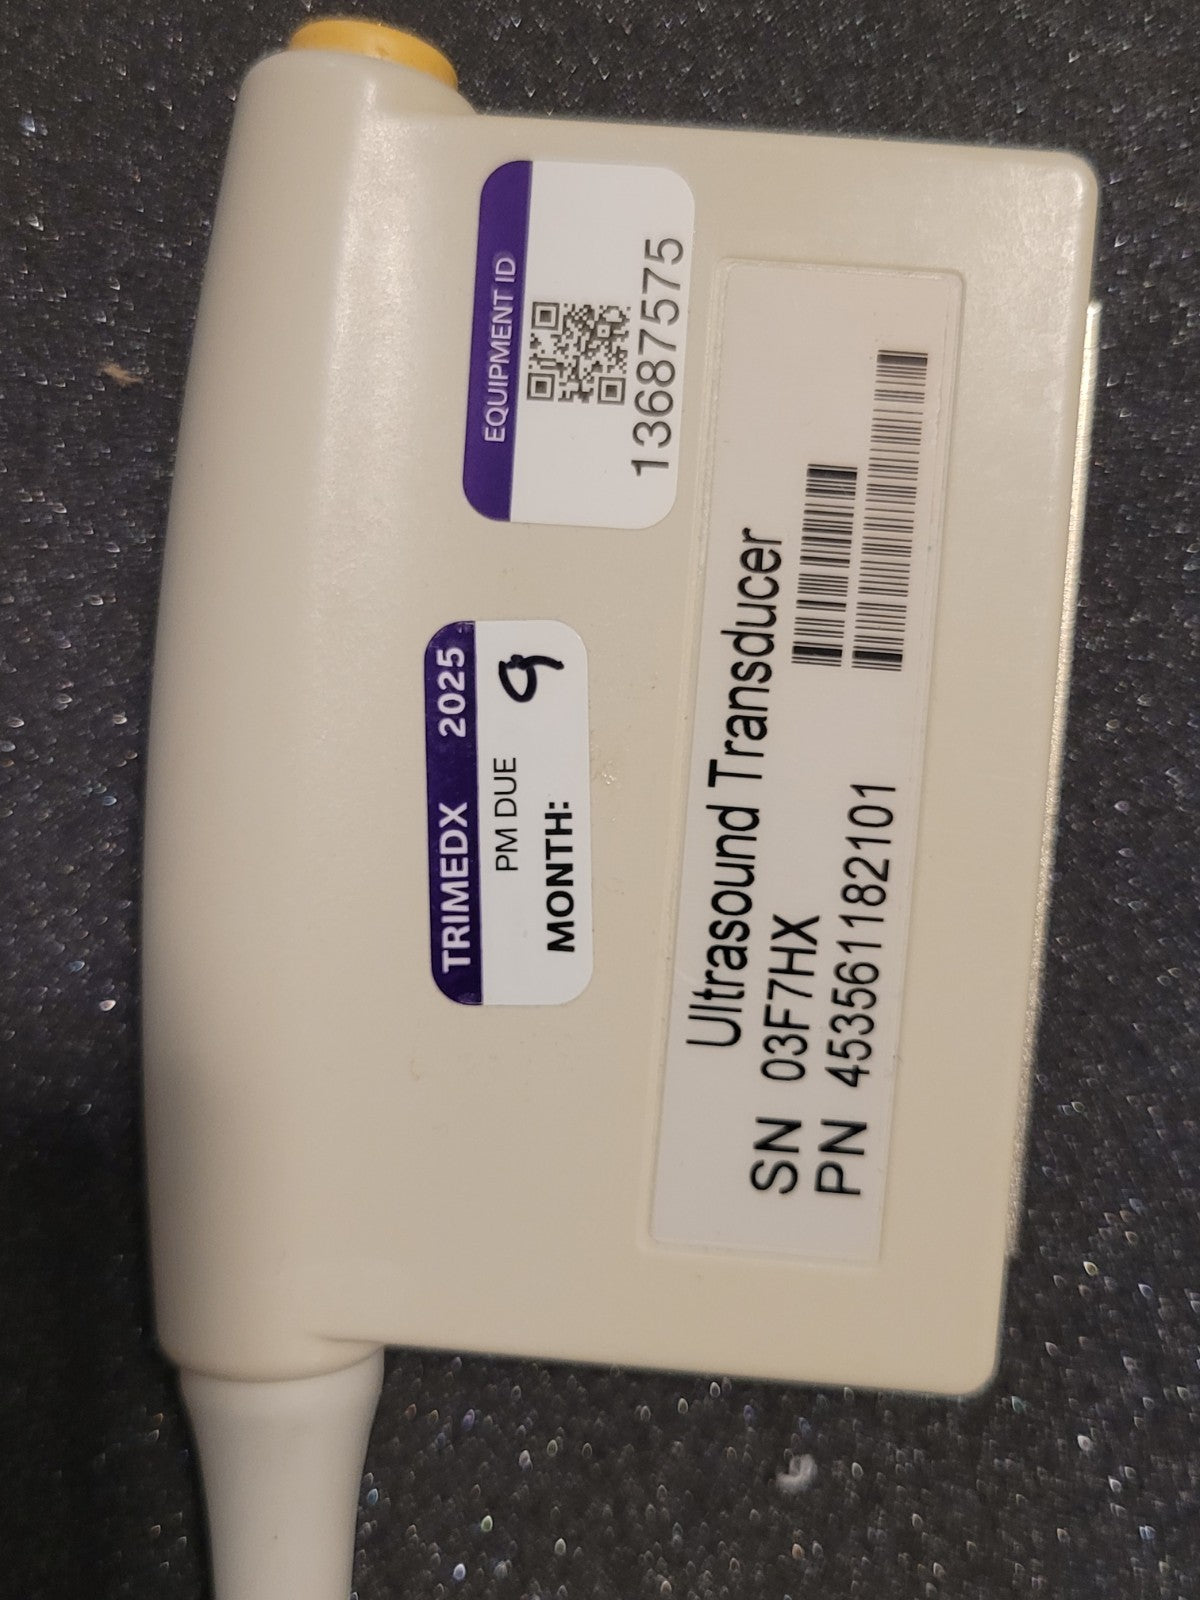 EQUIPMENT ID
13687575
TRIMEDX 2025
PM DUE
MONTH: 9
Ultrasound Transducer
SN 03F7HX
PN 453561182101